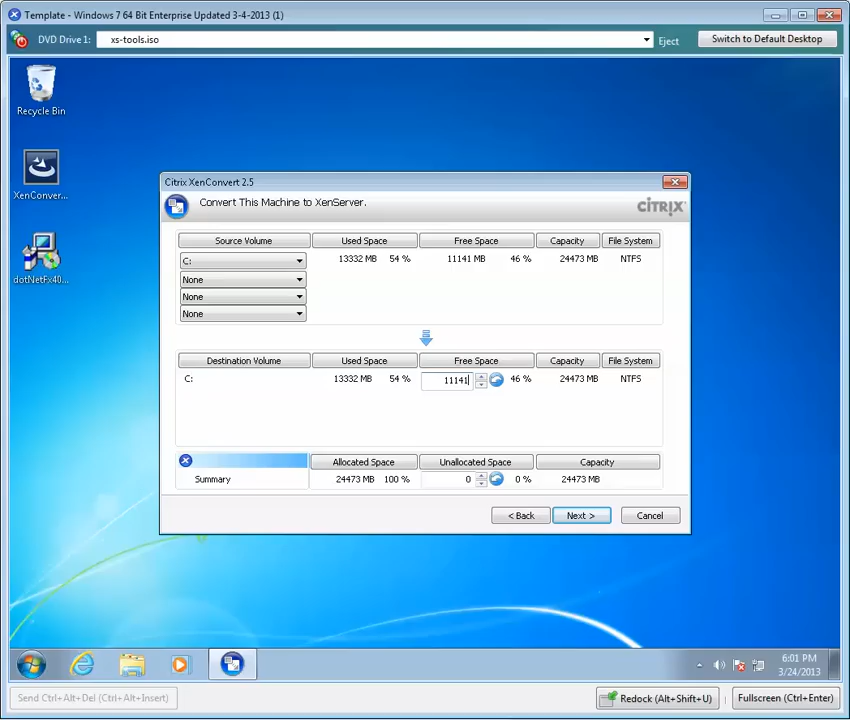 Template - Windows 7 64 Bit Enterprise Updated 3-4-2013 (1)
DVD Drive 1: xs-tools.iso Eject Switch to Default Desktop
Recycle Bin
XenConver...
dotNetFx40...
Citrix XenConvert 2.5
Convert This Machine to XenServer.
CITRIX
Source Volume Used Space Free Space Capacity File System
C: 13332 MB 54 % 11141 MB 46 % 24473 MB NTFS
None
None
None
Destination Volume Used Space Free Space Capacity File System
C: 13332 MB 54 % 11141 46 % 24473 MB NTFS
Allocated Space Unallocated Space Capacity
Summary 24473 MB 100 % 0 0 % 24473 MB
< Back Next > Cancel
6:01 PM
3/24/2013
Send Ctrl+Alt+Del (Ctrl+Alt+Insert) Redock (Alt+Shift+U) Fullscreen (Ctrl+Enter)